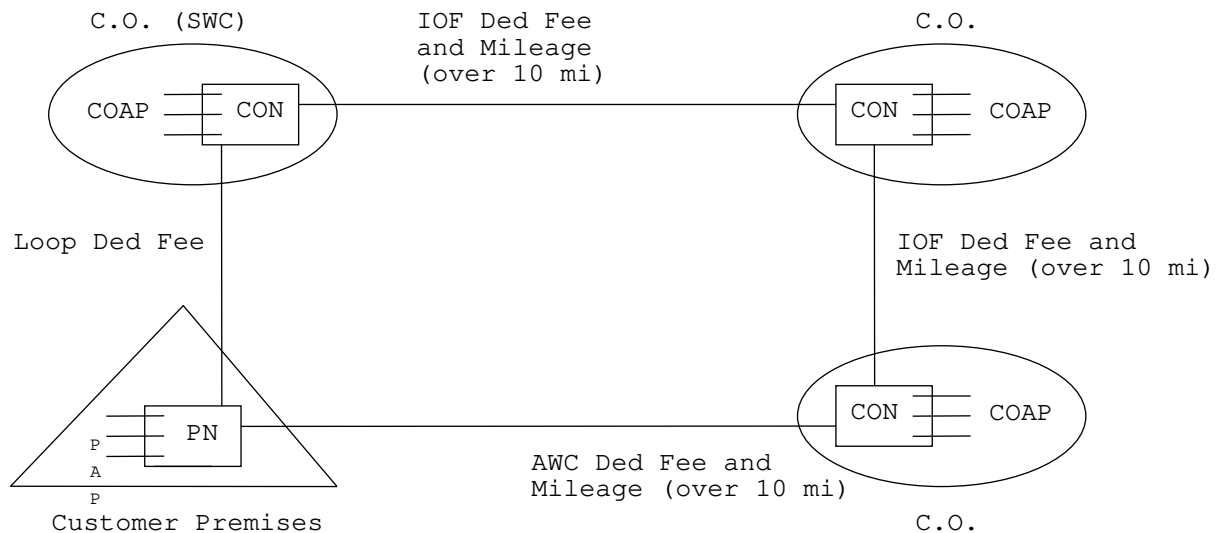 C.O. (SWC)
IOF Ded Fee
and Mileage
(over 10 mi)
C.O.
COAP
CON
CON
COAP
Loop Ded Fee
IOF Ded Fee and
Mileage (over 10 mi)
PN
P
A
P
CON
COAP
AWC Ded Fee and
Mileage (over 10 mi)
Customer Premises
C.O.